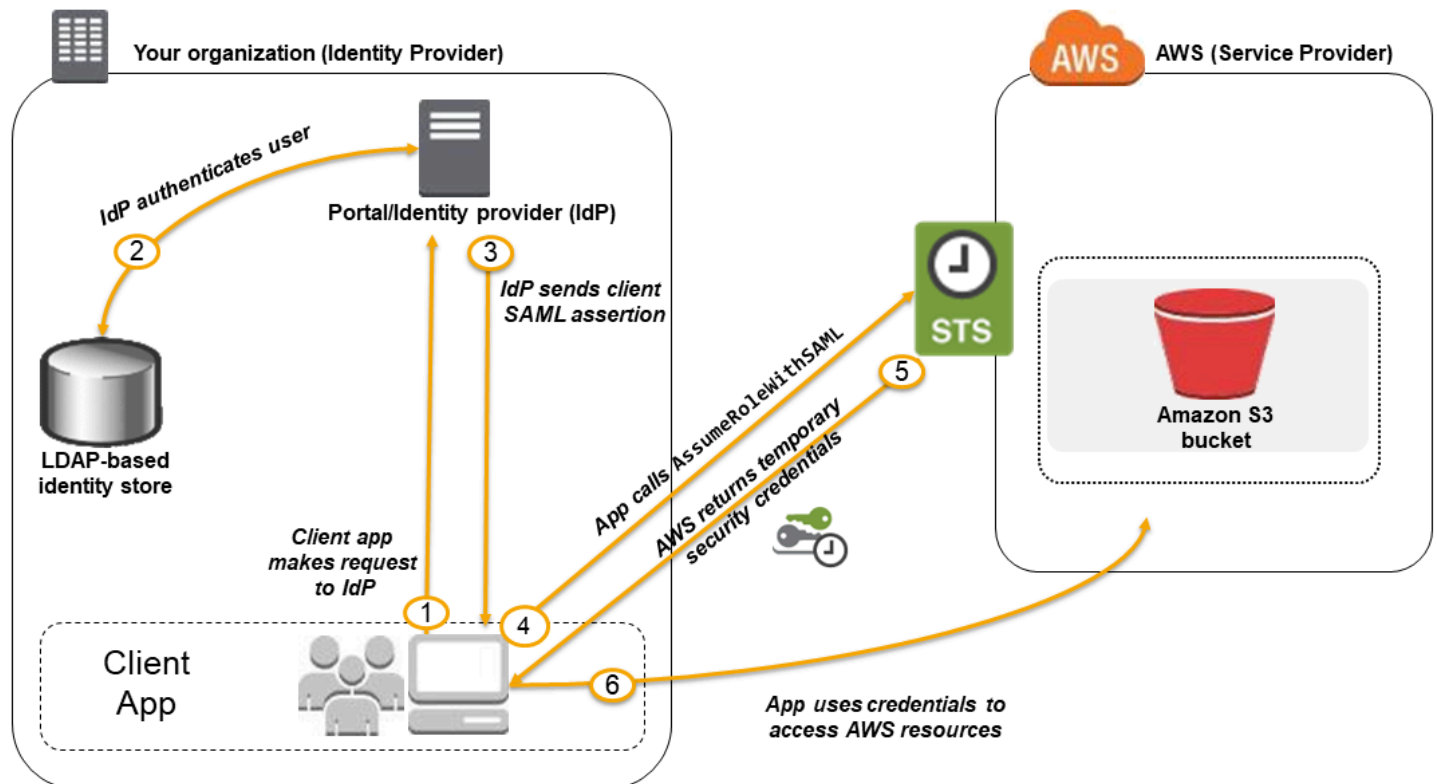 Your organization (Identity Provider)
AWS
AWS (Service Provider)
IdP authenticates user
2
Portal/Identity provider (IdP)
3
IdP sends client
SAML assertion
STS
LDAP-based
identity store
App calls AssumeRoleWithSAML
5
AWS returns temporary
security credentials
Amazon S3
bucket
Client app
makes request
to IdP
1
4
Client
App
6
App uses credentials to
access AWS resources